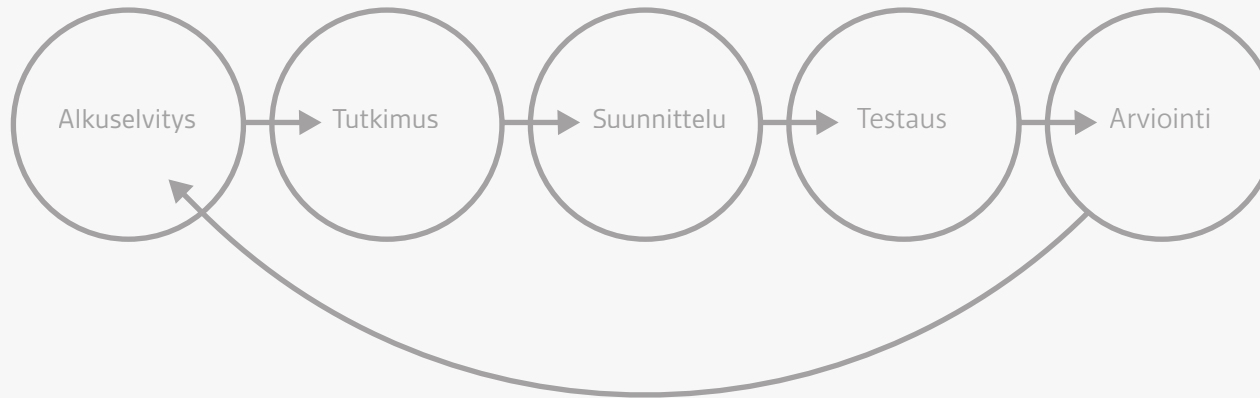 Alkuselvitys
Tutkimus
Suunnittelu
Testaus
Arviointi